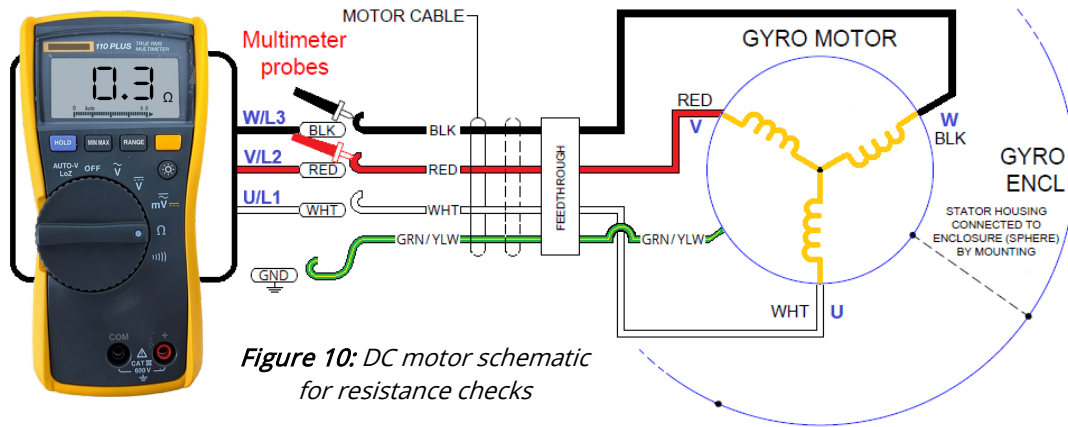 110 PLUS
TRUE RMS
MULTIMETER
0.3 Ω
0 Auto 60
HOLD
MIN MAX
RANGE
AUTO-V
LoZ
OFF
V
V
mV
Ω
COM
+
CAT III
600 V
Multimeter
probes
MOTOR CABLE
W/L3
BLK
BLK
V/L2
RED
RED
U/L1
WHT
WHT
GRN/YLW
GND
FEEDTHROUGH
GRN/YLW
GYRO MOTOR
RED
V
W
BLK
WHT
U
GYRO
ENCL
STATOR HOUSING
CONNECTED TO
ENCLOSURE (SPHERE)
BY MOUNTING
Figure 10: DC motor schematic
for resistance checks